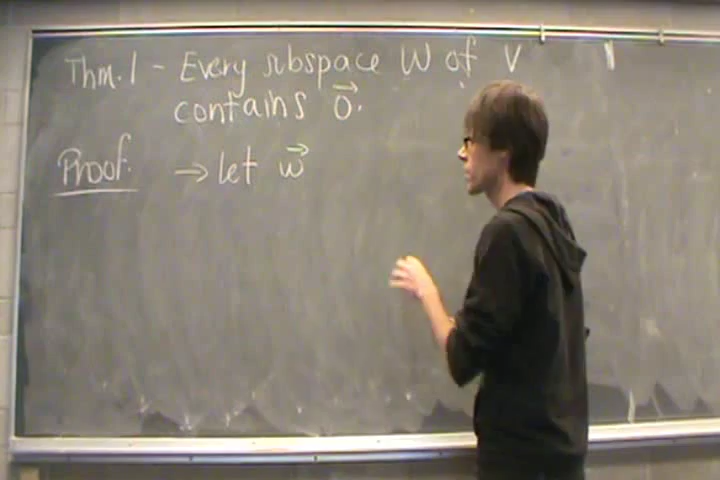 Thm. 1 - Every subspace W of V
contains 0⃗.
Proof. → let w⃗